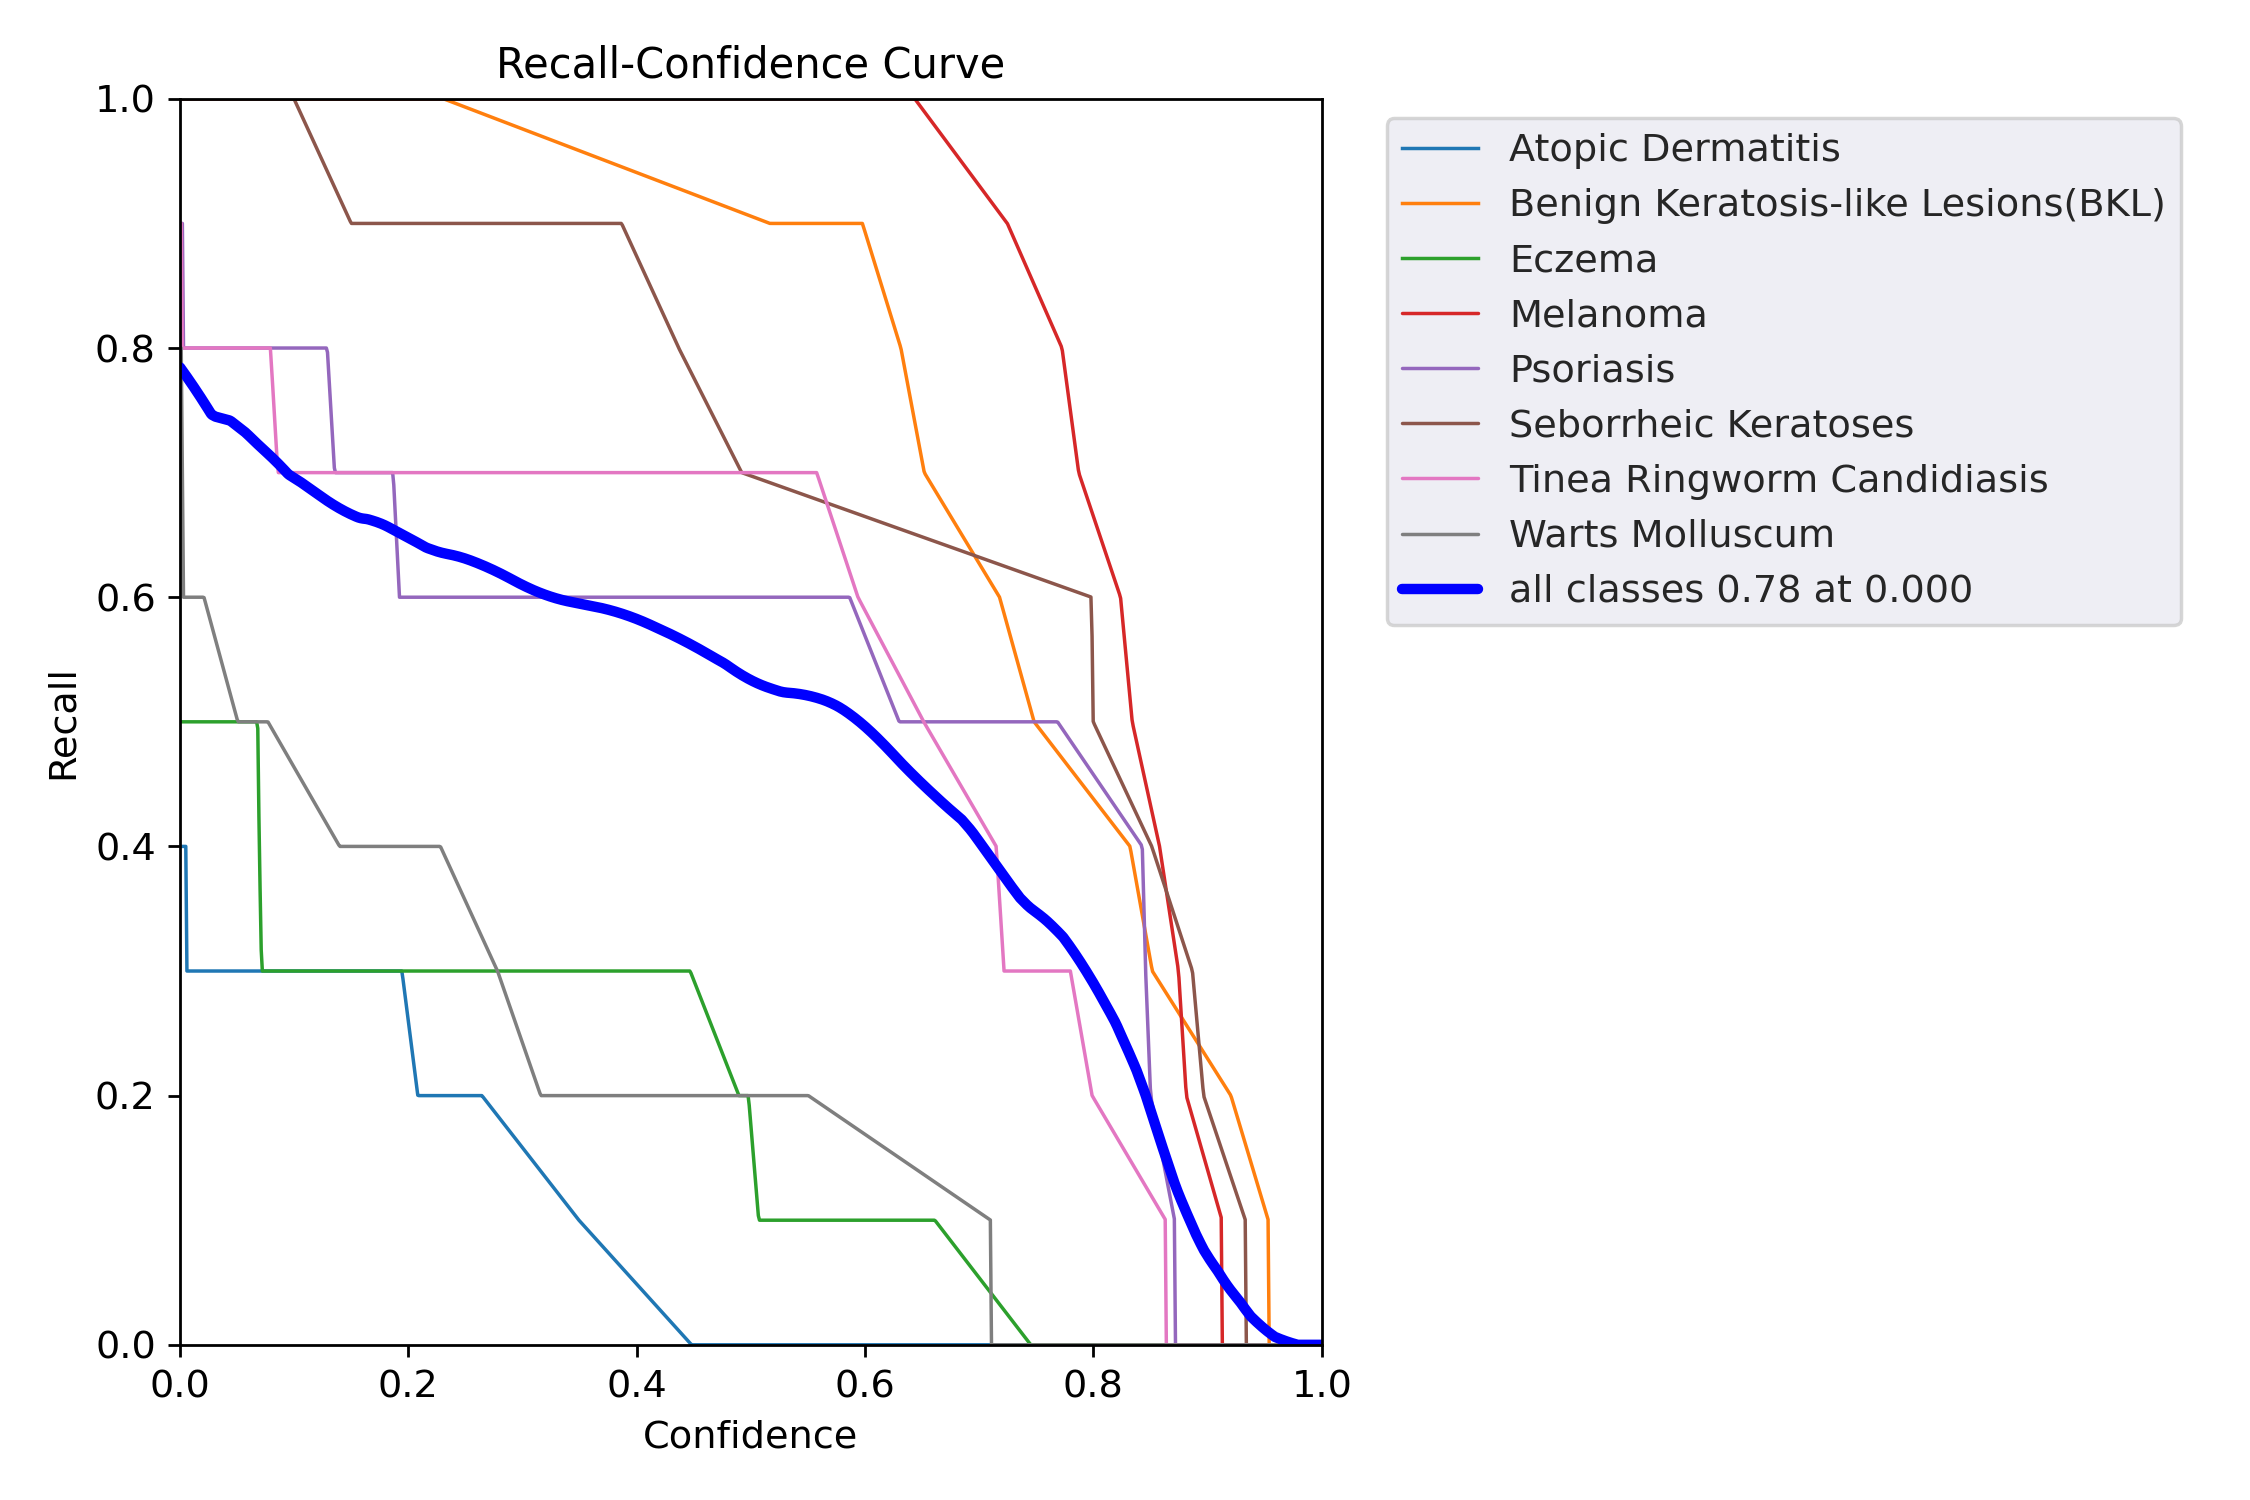 Recall-Confidence Curve
1.0
0.8
0.6
0.4
0.2
0.0
Recall
0.0 0.2 0.4 0.6 0.8 1.0
Confidence
Atopic Dermatitis
Benign Keratosis-like Lesions(BKL)
Eczema
Melanoma
Psoriasis
Seborrheic Keratoses
Tinea Ringworm Candidiasis
Warts Molluscum
all classes 0.78 at 0.000